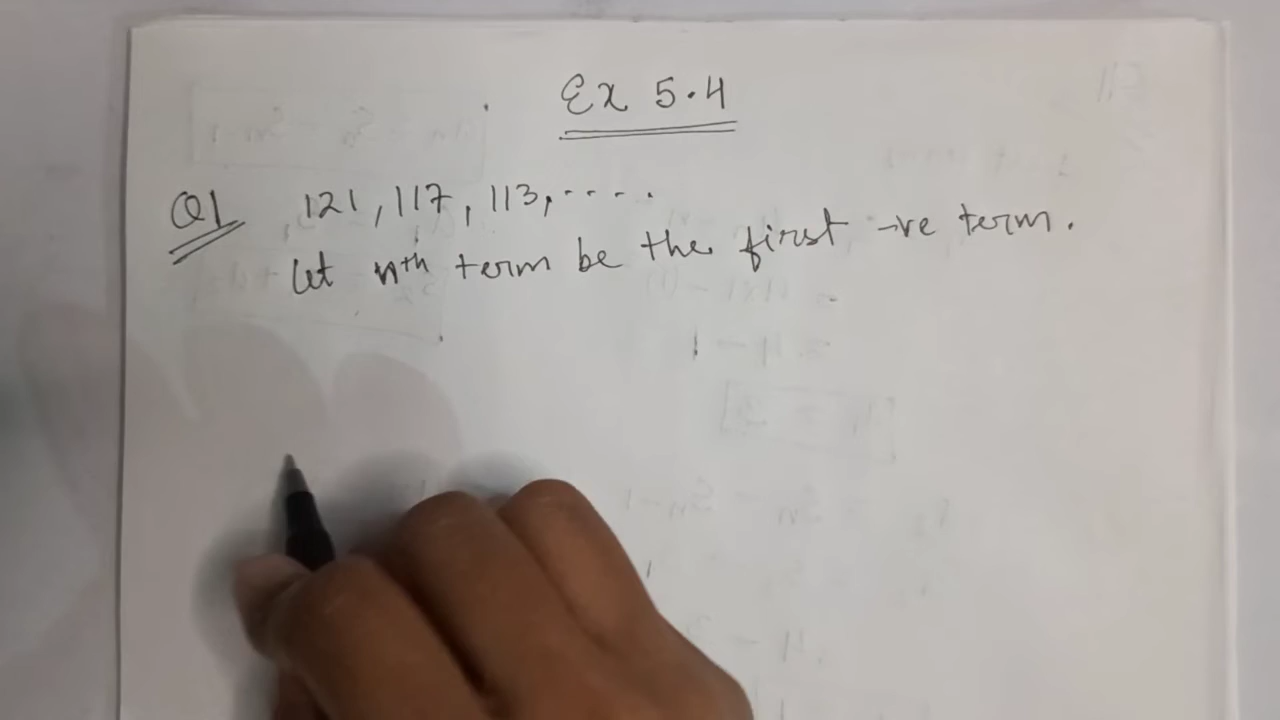 Ex 5.4
Q1 121, 117, 113, ....
Let nth term be the first -ve term.